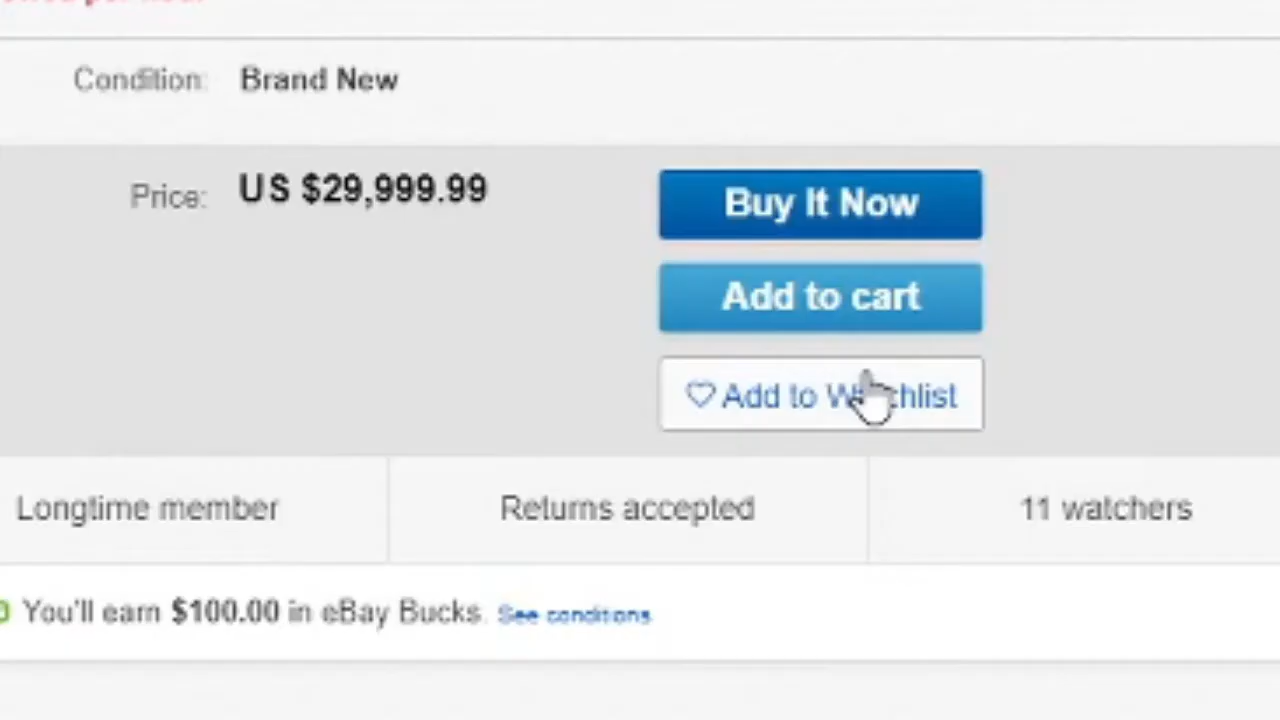 Condition: Brand New
Price: US $29,999.99
Buy It Now
Add to cart
Add to Watchlist
Longtime member
Returns accepted
11 watchers
You'll earn $100.00 in eBay Bucks. See conditions